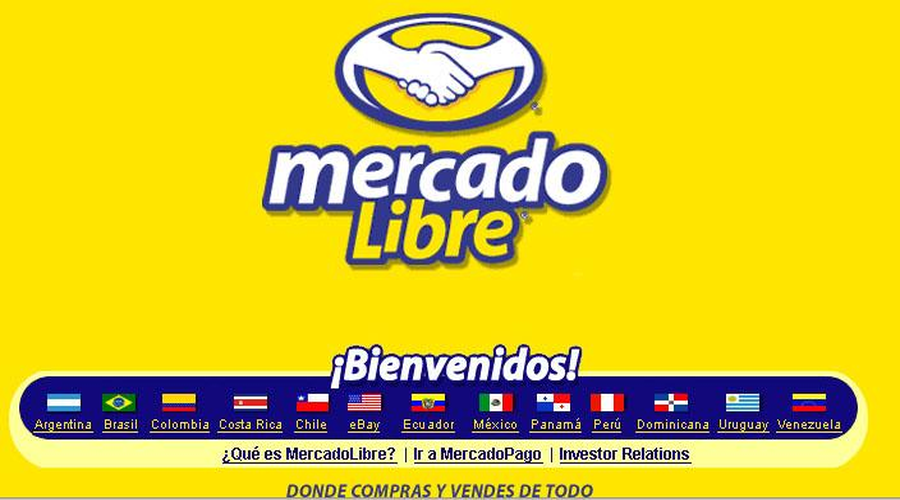 mercado
Libre
¡Bienvenidos!
Argentina Brasil Colombia Costa Rica Chile eBay Ecuador México Panamá Perú Dominicana Uruguay Venezuela
¿Qué es MercadoLibre? | Ir a MercadoPago | Investor Relations
DONDE COMPRAS Y VENDES DE TODO